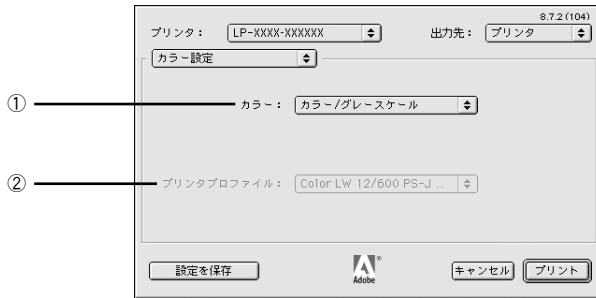 8.7.2 (104)
プリンタ： LP-XXXX-XXXXXX 出力先： プリンタ
カラー設定
① カラー： カラー/グレースケール
② プリンタプロファイル： Color LW 12/600 PS-J ...
設定を保存 Adobe® キャンセル プリント